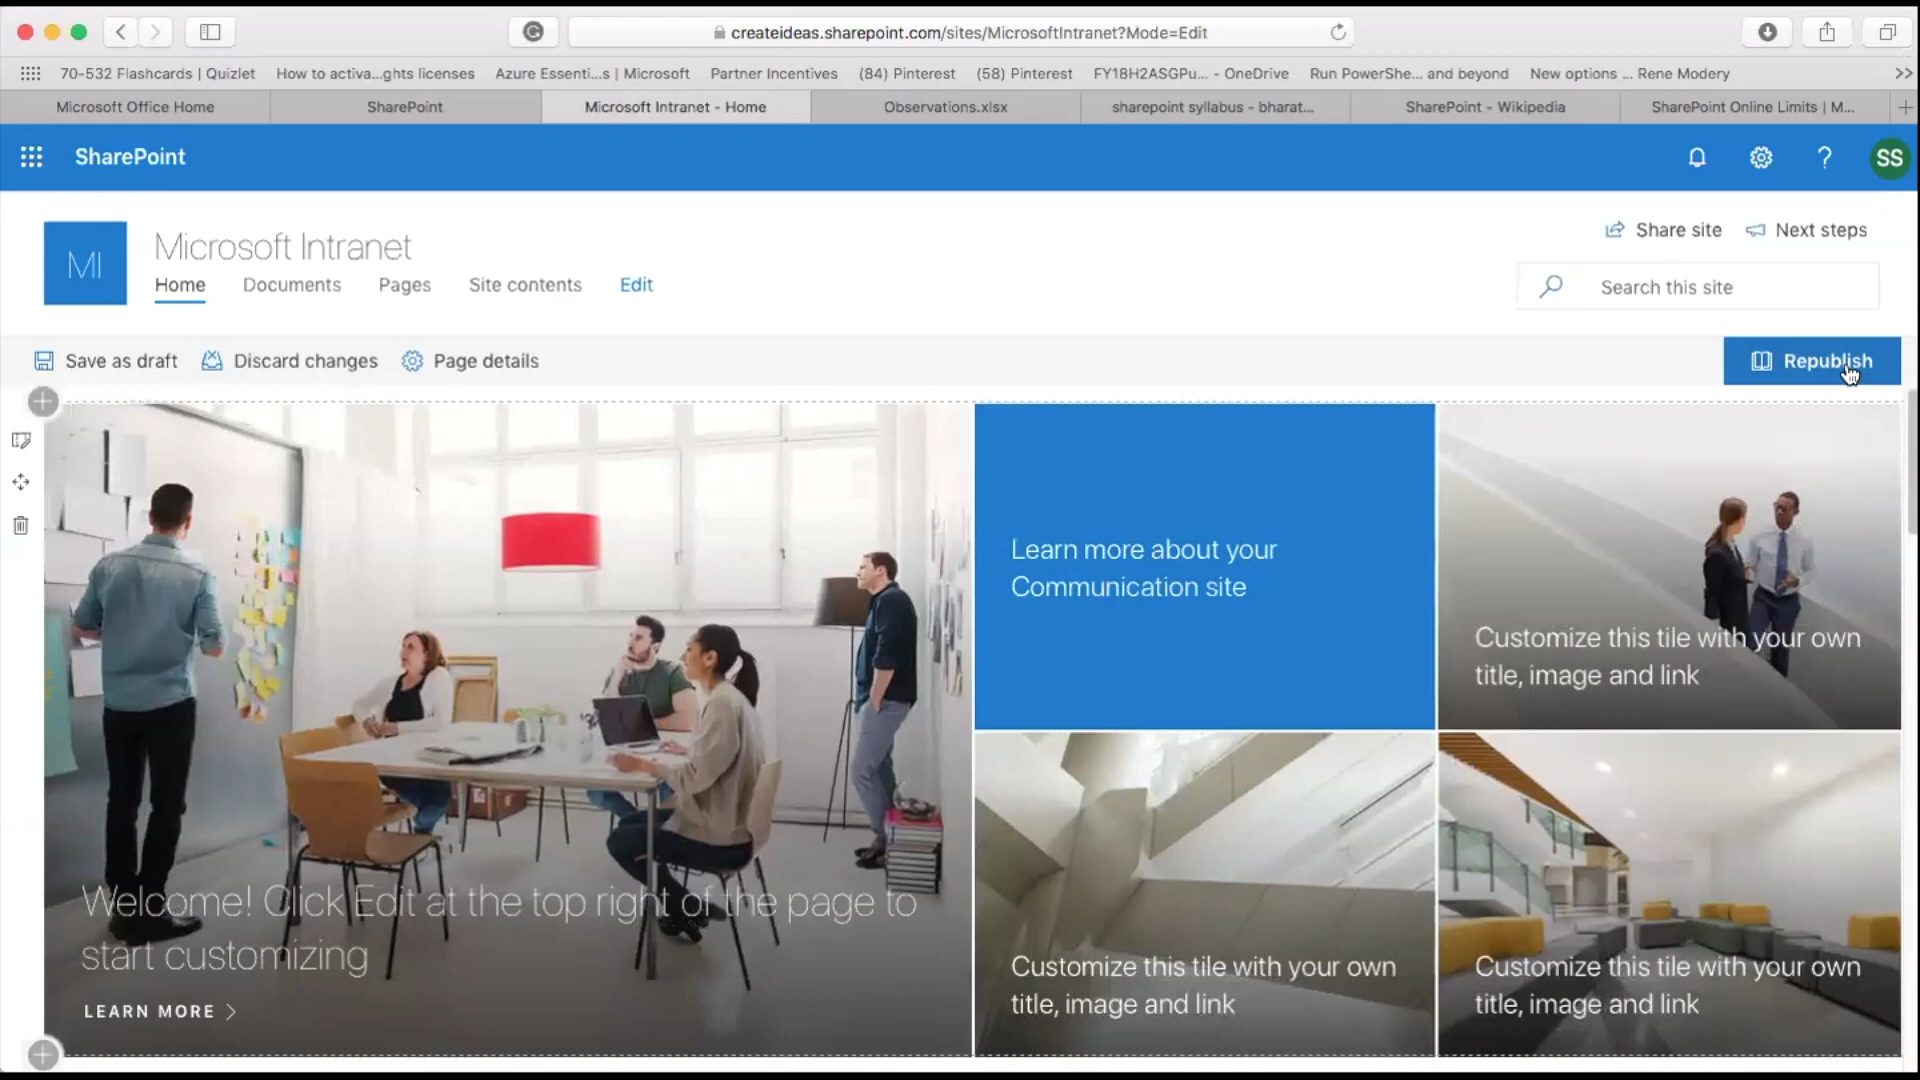 createideas.sharepoint.com/sites/MicrosoftIntranet?Mode=Edit
70-532 Flashcards | Quizlet How to activa...ghts licenses Azure Essenti...s | Microsoft Partner Incentives (84) Pinterest (58) Pinterest FY18H2ASGPu... - OneDrive Run PowerShe... and beyond New options ... Rene Modery >>
Microsoft Office Home SharePoint Microsoft Intranet - Home Observations.xlsx sharepoint syllabus - bharat... SharePoint - Wikipedia SharePoint Online Limits | M... +
SharePoint ? SS
MI
Microsoft Intranet
Share site Next steps
Home Documents Pages Site contents Edit
Search this site
Save as draft Discard changes Page details Republish
Learn more about your
Communication site
Customize this tile with your own
title, image and link
Welcome! Click Edit at the top right of the page to
start customizing
LEARN MORE >
Customize this tile with your own
title, image and link
Customize this tile with your own
title, image and link